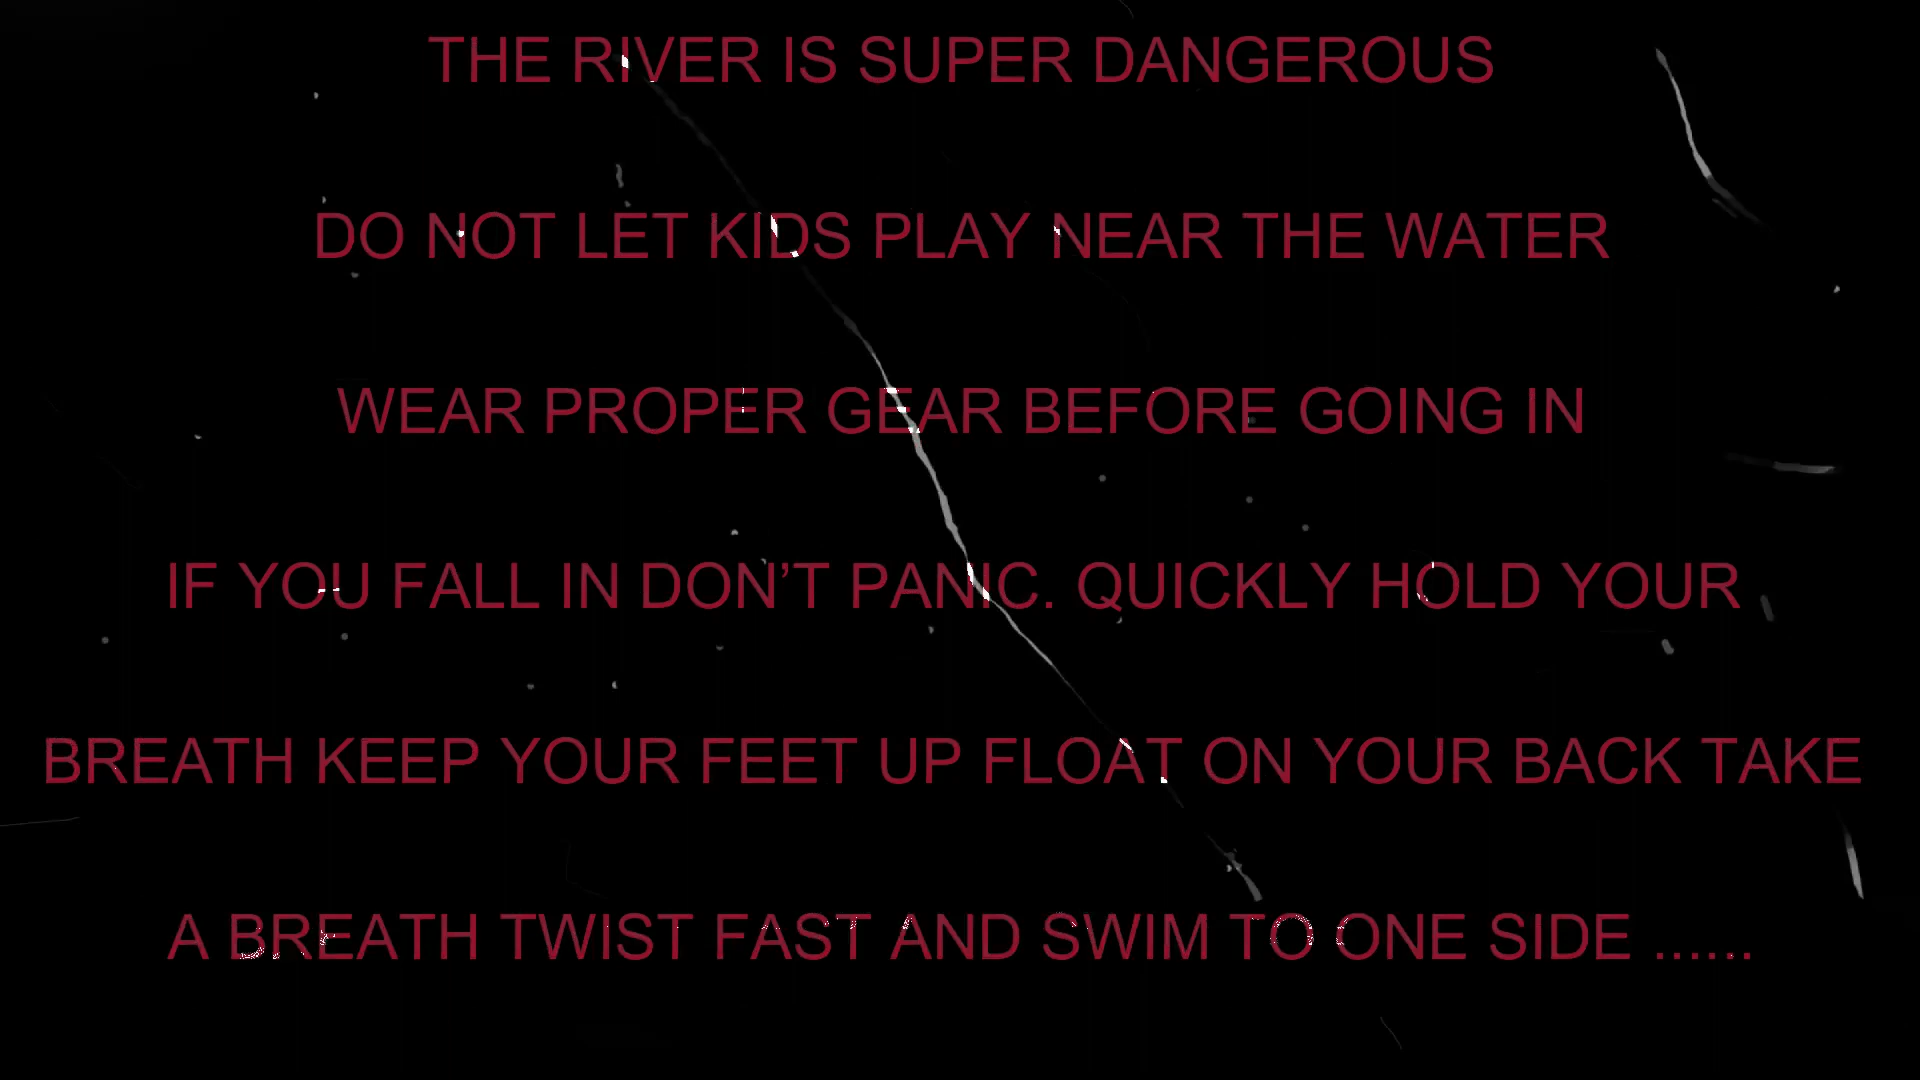 THE RIVER IS SUPER DANGEROUS
DO NOT LET KIDS PLAY NEAR THE WATER
WEAR PROPER GEAR BEFORE GOING IN
IF YOU FALL IN DON’T PANIC. QUICKLY HOLD YOUR
BREATH KEEP YOUR FEET UP FLOAT ON YOUR BACK TAKE
A BREATH TWIST FAST AND SWIM TO ONE SIDE ......